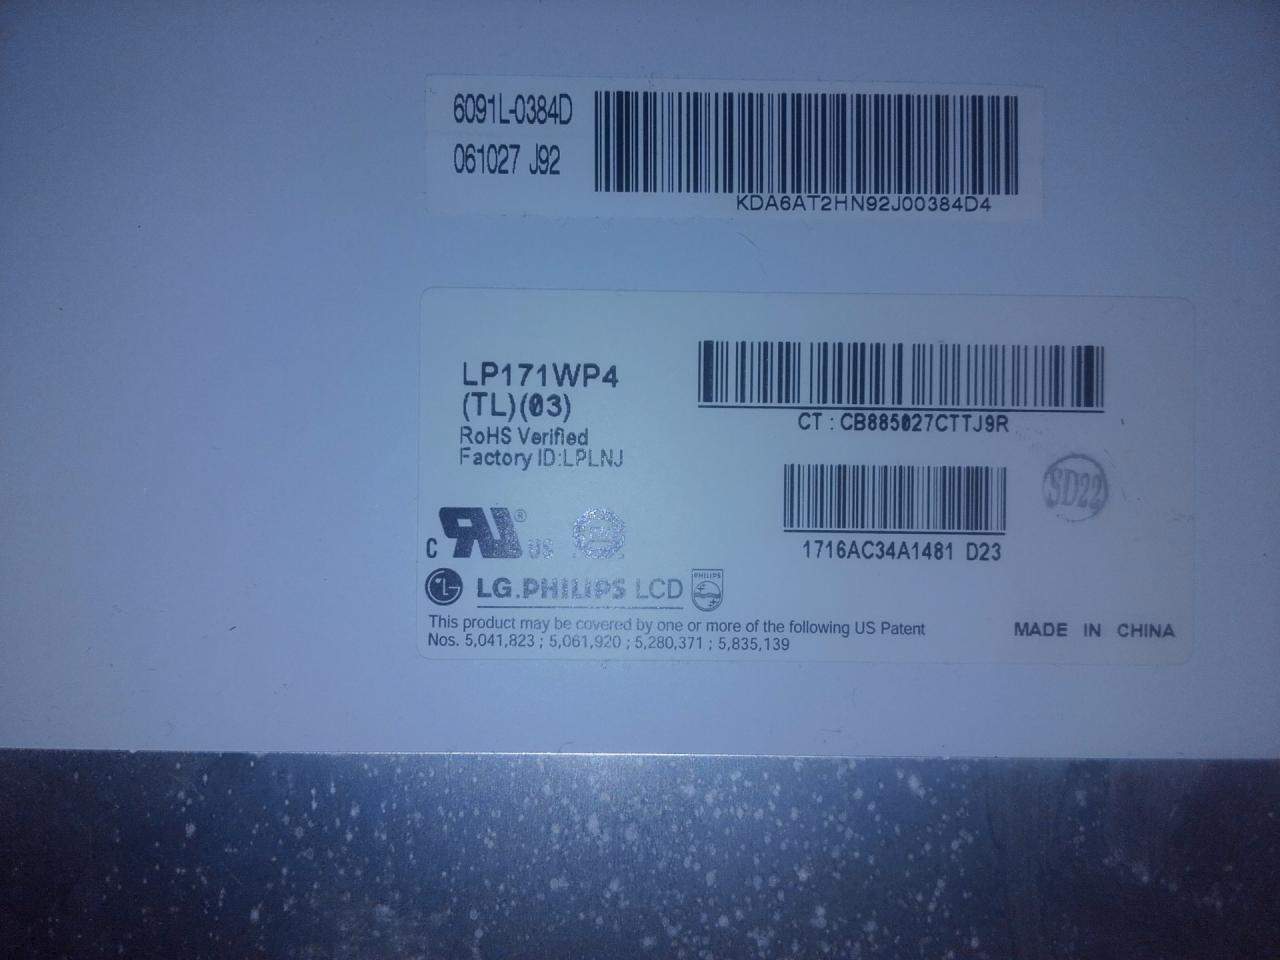 6091L-0384D
061027 J92
KDA6AT2HN92J00384D4
LP171WP4
(TL)(03)
RoHS Verified
Factory ID:LPLNJ
CT : CB885027CTTJ9R
SD22
1716AC34A1481 D23
C UR ® US
LG.PHILIPS LCD PHILIPS
This product may be covered by one or more of the following US Patent
Nos. 5,041,823 ; 5,061,920 ; 5,280,371 ; 5,835,139
MADE IN CHINA